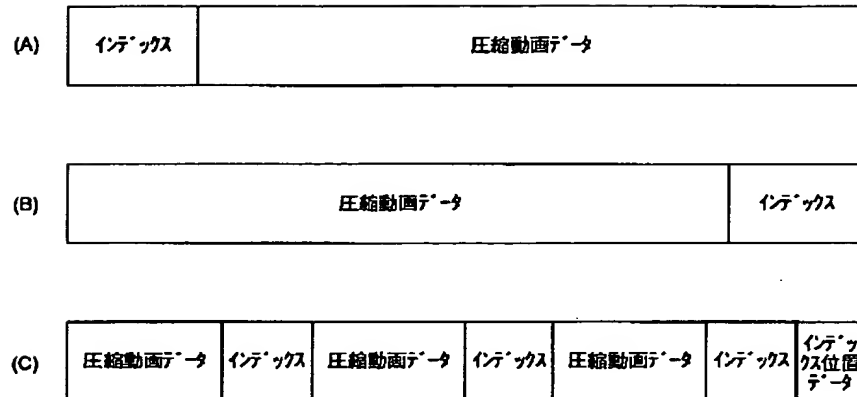 (A) インデックス 圧縮動画データ
(B) 圧縮動画データ インデックス
(C) 圧縮動画データ インデックス 圧縮動画データ インデックス 圧縮動画データ インデックス インデッ
クス位置
データ